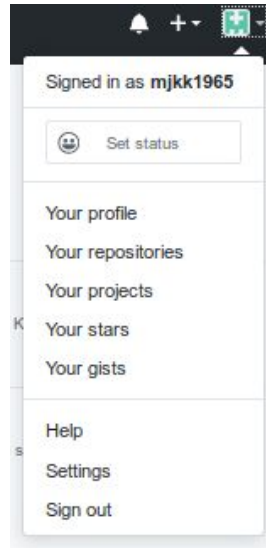 Signed in as mjkk1965
Set status
Your profile
Your repositories
Your projects
K
Your stars
Your gists
Help
s
Settings
Sign out